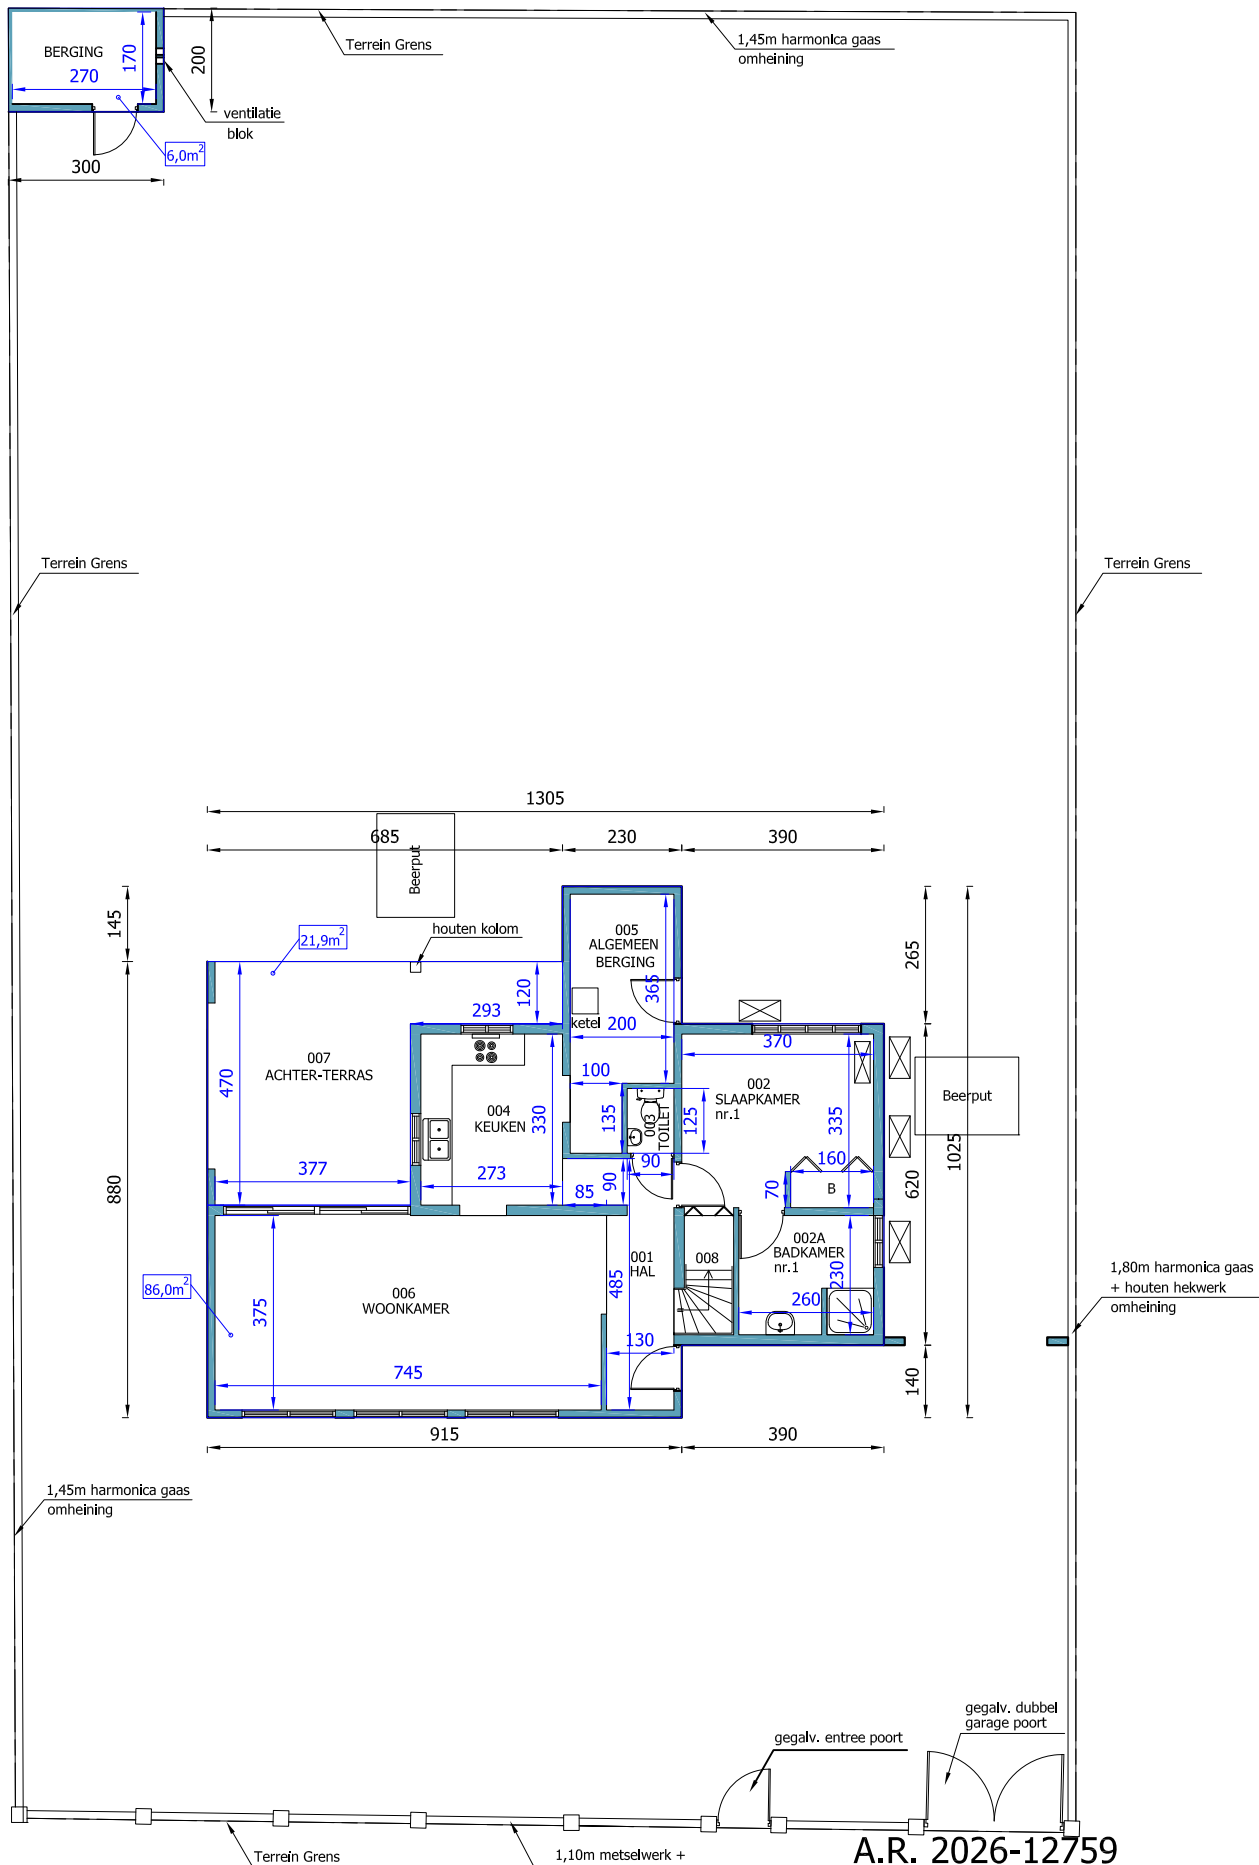 BERGING
170
270
200
300
6,0m²
ventilatie
blok
Terrein Grens
1,45m harmonica gaas
omheining
Terrein Grens
Terrein Grens
1305
685
230
390
Beerput
145
21,9m²
houten kolom
005
ALGEMEEN
BERGING
365
265
293
120
ketel
200
370
007
ACHTER-TERRAS
470
100
002
SLAAPKAMER
nr.1
Beerput
004
KEUKEN
330
135
003
TOILET
125
335
1025
377
273
90
90
85
160
70
B
620
880
001
HAL
008
002A
BADKAMER
nr.1
230
86,0m²
006
WOONKAMER
375
485
260
1,80m harmonica gaas
+ houten hekwerk
omheining
130
745
140
915
390
1,45m harmonica gaas
omheining
gegalv. dubbel
garage poort
gegalv. entree poort
Terrein Grens
1,10m metselwerk +
A.R. 2026-12759